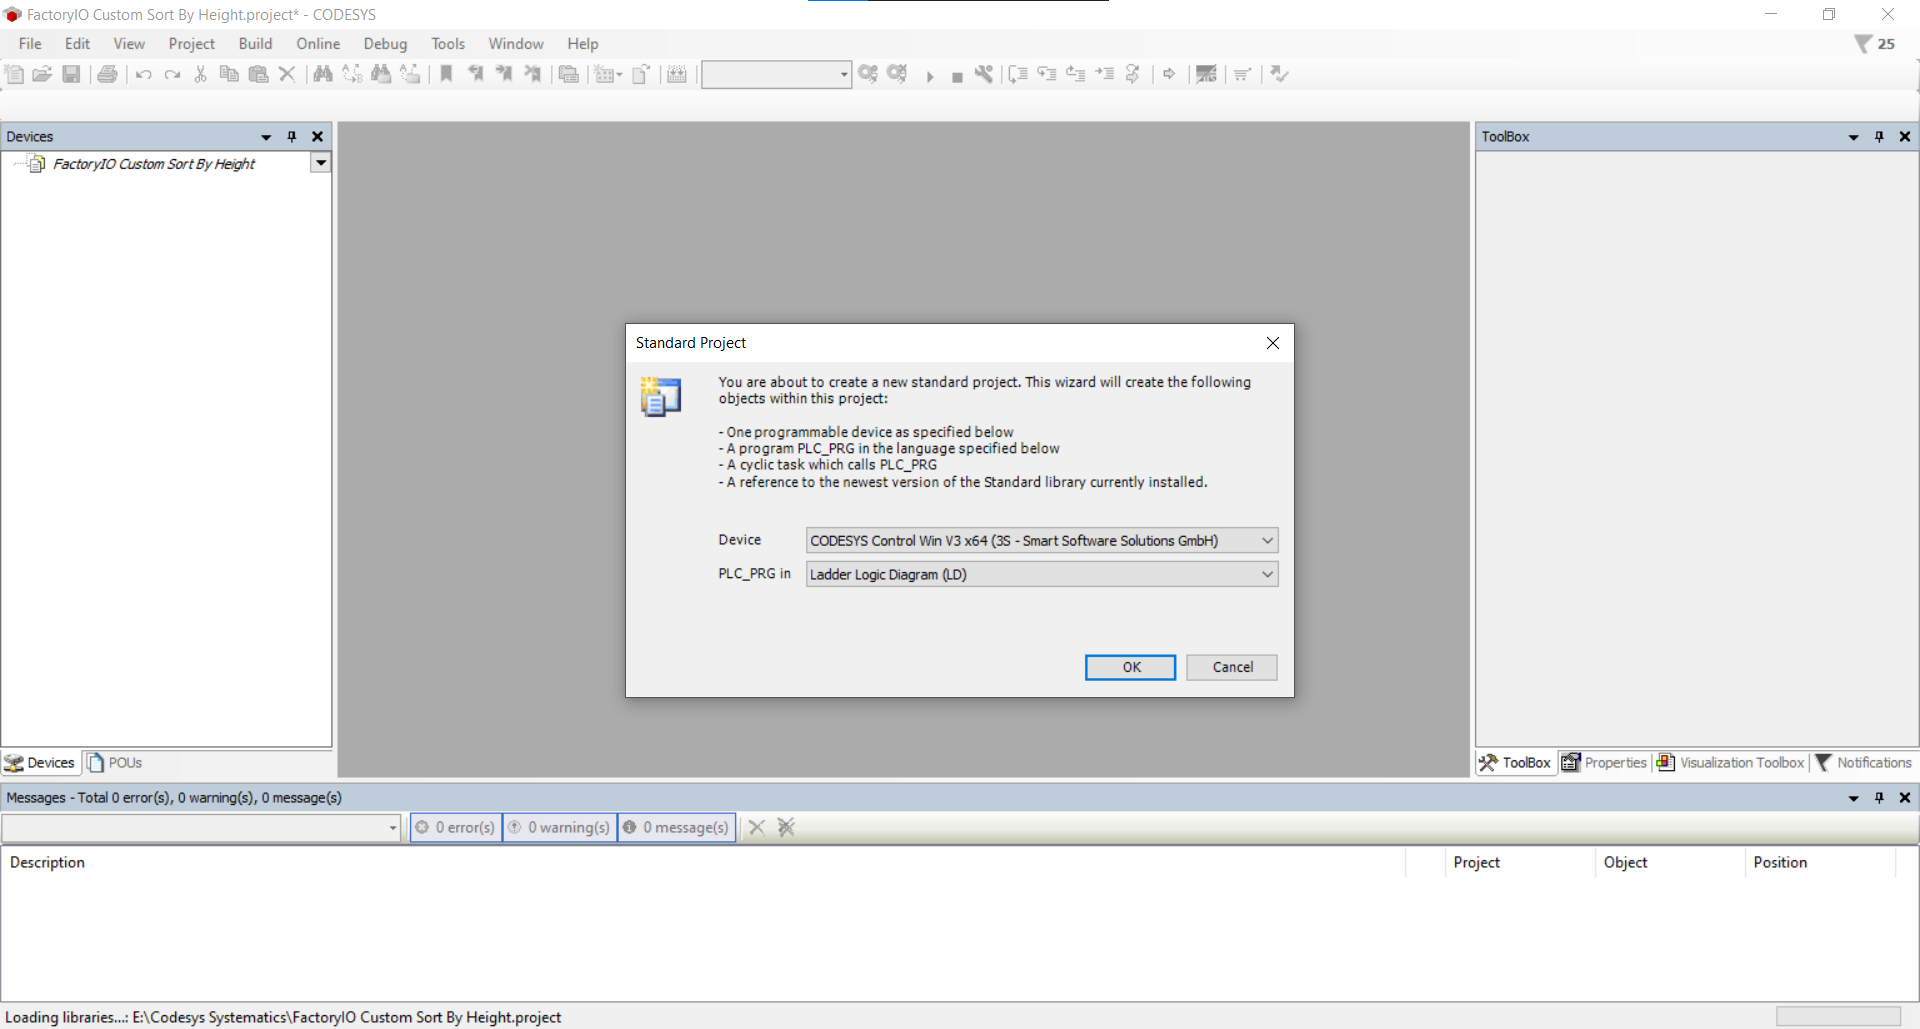 FactoryIO Custom Sort By Height.project* - CODESYS
File Edit View Project Build Online Debug Tools Window Help
25
Devices
FactoryIO Custom Sort By Height
ToolBox
Standard Project
You are about to create a new standard project. This wizard will create the following
objects within this project:
- One programmable device as specified below
- A program PLC_PRG in the language specified below
- A cyclic task which calls PLC_PRG
- A reference to the newest version of the Standard library currently installed.
Device CODESYS Control Win V3 x64 (3S - Smart Software Solutions GmbH)
PLC_PRG in Ladder Logic Diagram (LD)
OK Cancel
Devices POUs
ToolBox Properties Visualization Toolbox Notifications
Messages - Total 0 error(s), 0 warning(s), 0 message(s)
0 error(s) 0 warning(s) 0 message(s)
Description Project Object Position
Loading libraries...: E:\Codesys Systematics\FactoryIO Custom Sort By Height.project